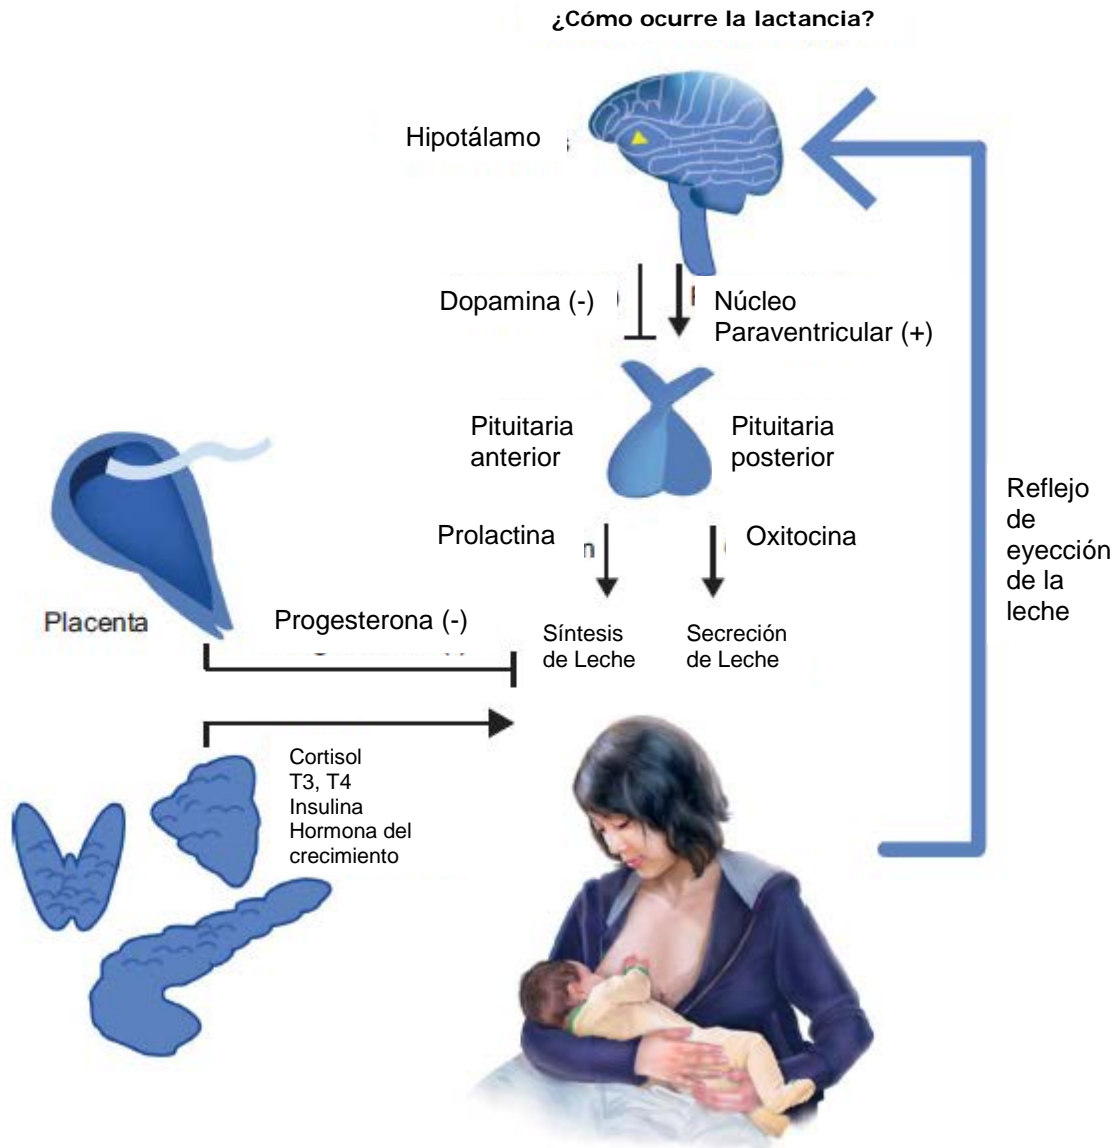 ¿Cómo ocurre la lactancia?
Hipotálamo
Dopamina (-)
Núcleo
Paraventricular (+)
Pituitaria
anterior
Pituitaria
posterior
Prolactina
Oxitocina
Reflejo
de
eyección
de la
leche
Placenta
Progesterona (-)
Síntesis
de Leche
Secreción
de Leche
Cortisol
T3, T4
Insulina
Hormona del
crecimiento